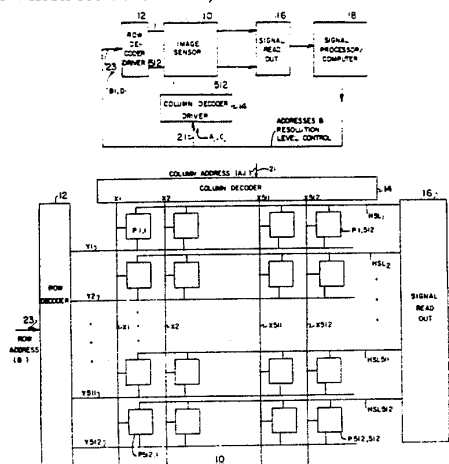 12
10
16
18
ROW DE-CODER DRIVER
IMAGE SENSOR
SIGNAL READ OUT
SIGNAL PROCESSOR/ COMPUTER
23
512
512
COLUMN DECODER DRIVER
14
21
ADDRESSES & RESOLUTION LEVEL CONTROL
COLUMN ADDRESS (AJ)
21
COLUMN DECODER
12
14
16
X1
X2
X511
X512
P1,1
P1,512
HSL1
Y1
HSL2
Y2
ROW DECODER
SIGNAL READ OUT
23
ROW ADDRESS
X1
X2
X511
X512
Y511
HSL511
HSL512
Y512
P512,1
P512,512
10